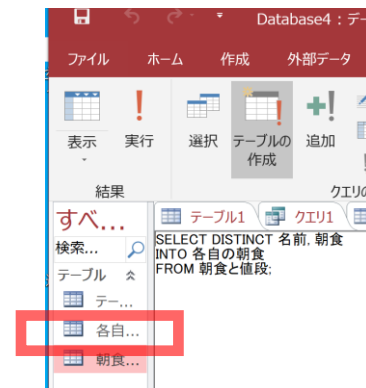 Database4：デー
ファイル ホーム 作成 外部データ
表示 実行 選択 テーブルの作成 追加
結果 クエリの
すべ...
検索...
テーブル
テー...
各自...
朝食...
テーブル1 クエリ1
SELECT DISTINCT 名前, 朝食
INTO 各自の朝食
FROM 朝食と値段;